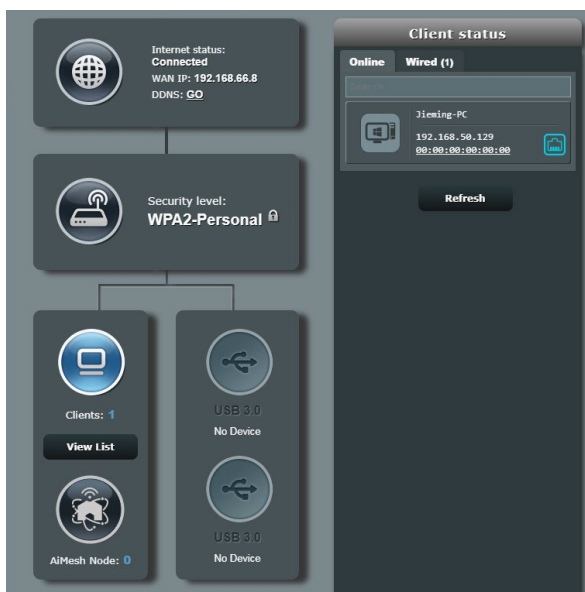 Internet status:
Connected
WAN IP: 192.168.66.8
DDNS: GO
Security level:
WPA2-Personal
Clients: 1
View List
AiMesh Node: 0
USB 3.0
No Device
USB 3.0
No Device
Client status
Online Wired (1)
Search
Jieming-PC
192.168.50.129
00:00:00:00:00:00
Refresh